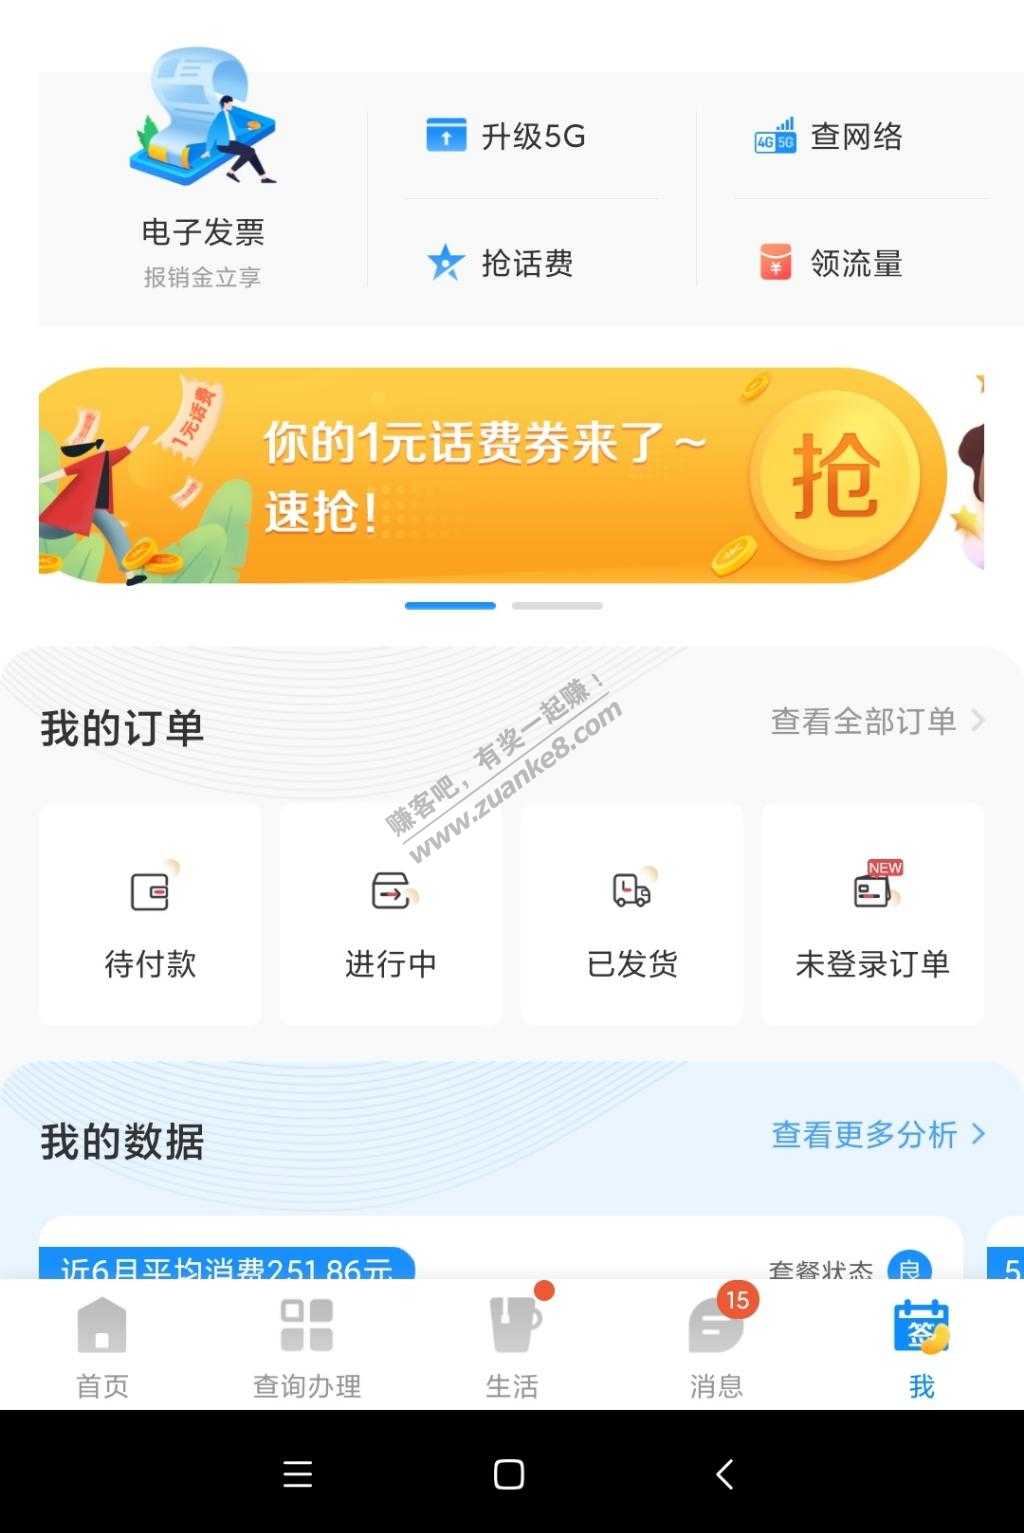 升级5G
4G 5G
查网络
电子发票
报销金立享
抢话费
¥
领流量
1元话费
你的1元话费券来了~
速抢!
抢
我的订单
查看全部订单
赚客吧，有奖一起赚！
www.zuanke8.com
待付款
进行中
已发货
NEW
未登录订单
我的数据
查看更多分析
近6月平均消费251.86元
套餐状态
良
5
首页
查询办理
生活
15
消息
签
我